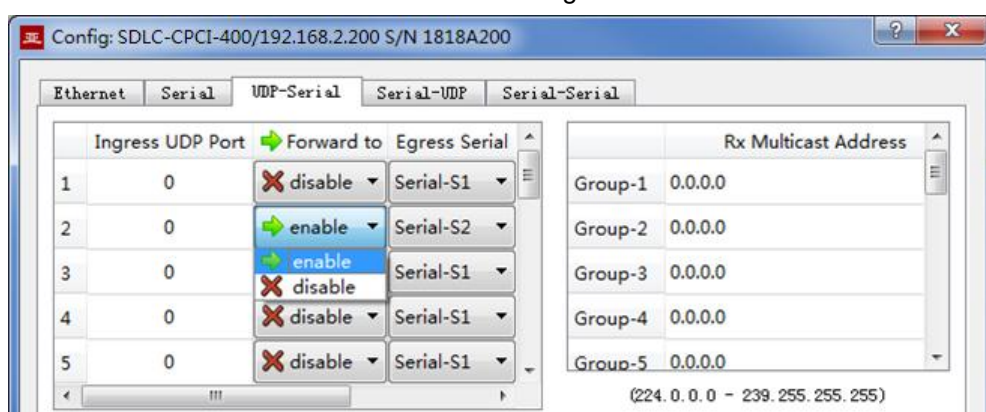 Config: SDLC-CPCI-400/192.168.2.200 S/N 1818A200
Ethernet Serial UDP-Serial Serial-UDP Serial-Serial
Ingress UDP Port Forward to Egress Serial
1 0 disable Serial-S1
2 0 enable Serial-S2
enable
3 0 Serial-S1
disable
4 0 disable Serial-S1
5 0 disable Serial-S1
Rx Multicast Address
Group-1 0.0.0.0
Group-2 0.0.0.0
Group-3 0.0.0.0
Group-4 0.0.0.0
Group-5 0.0.0.0
(224.0.0.0 - 239.255.255.255)